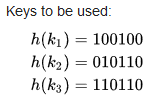 Keys to be used:
h(k₁) = 100100
h(k₂) = 010110
h(k₃) = 110110